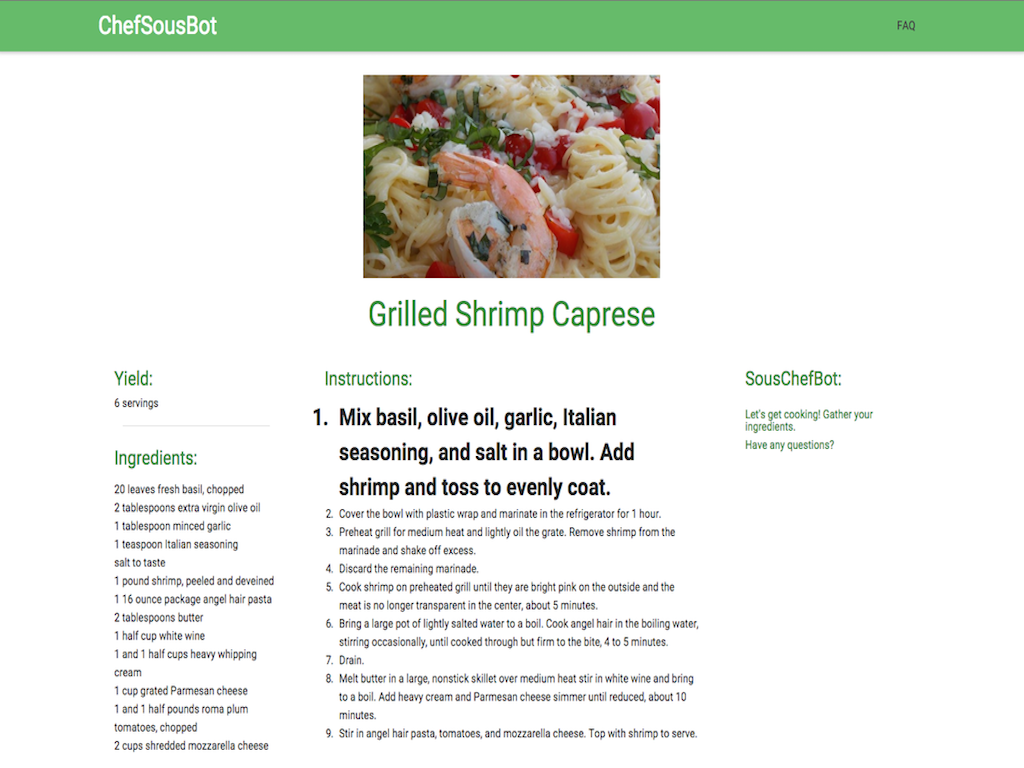 ChefSousBot
FAQ
Grilled Shrimp Caprese
Yield:
6 servings
Ingredients:
20 leaves fresh basil, chopped
2 tablespoons extra virgin olive oil
1 tablespoon minced garlic
1 teaspoon Italian seasoning
salt to taste
1 pound shrimp, peeled and deveined
1 16 ounce package angel hair pasta
2 tablespoons butter
1 half cup white wine
1 and 1 half cups heavy whipping
cream
1 cup grated Parmesan cheese
1 and 1 half pounds roma plum
tomatoes, chopped
2 cups shredded mozzarella cheese
Instructions:
1. Mix basil, olive oil, garlic, Italian
seasoning, and salt in a bowl. Add
shrimp and toss to evenly coat.
2. Cover the bowl with plastic wrap and marinate in the refrigerator for 1 hour.
3. Preheat grill for medium heat and lightly oil the grate. Remove shrimp from the
marinade and shake off excess.
4. Discard the remaining marinade.
5. Cook shrimp on preheated grill until they are bright pink on the outside and the
meat is no longer transparent in the center, about 5 minutes.
6. Bring a large pot of lightly salted water to a boil. Cook angel hair in the boiling water,
stirring occasionally, until cooked through but firm to the bite, 4 to 5 minutes.
7. Drain.
8. Melt butter in a large, nonstick skillet over medium heat stir in white wine and bring
to a boil. Add heavy cream and Parmesan cheese simmer until reduced, about 10
minutes.
9. Stir in angel hair pasta, tomatoes, and mozzarella cheese. Top with shrimp to serve.
SousChefBot:
Let's get cooking! Gather your
ingredients.
Have any questions?